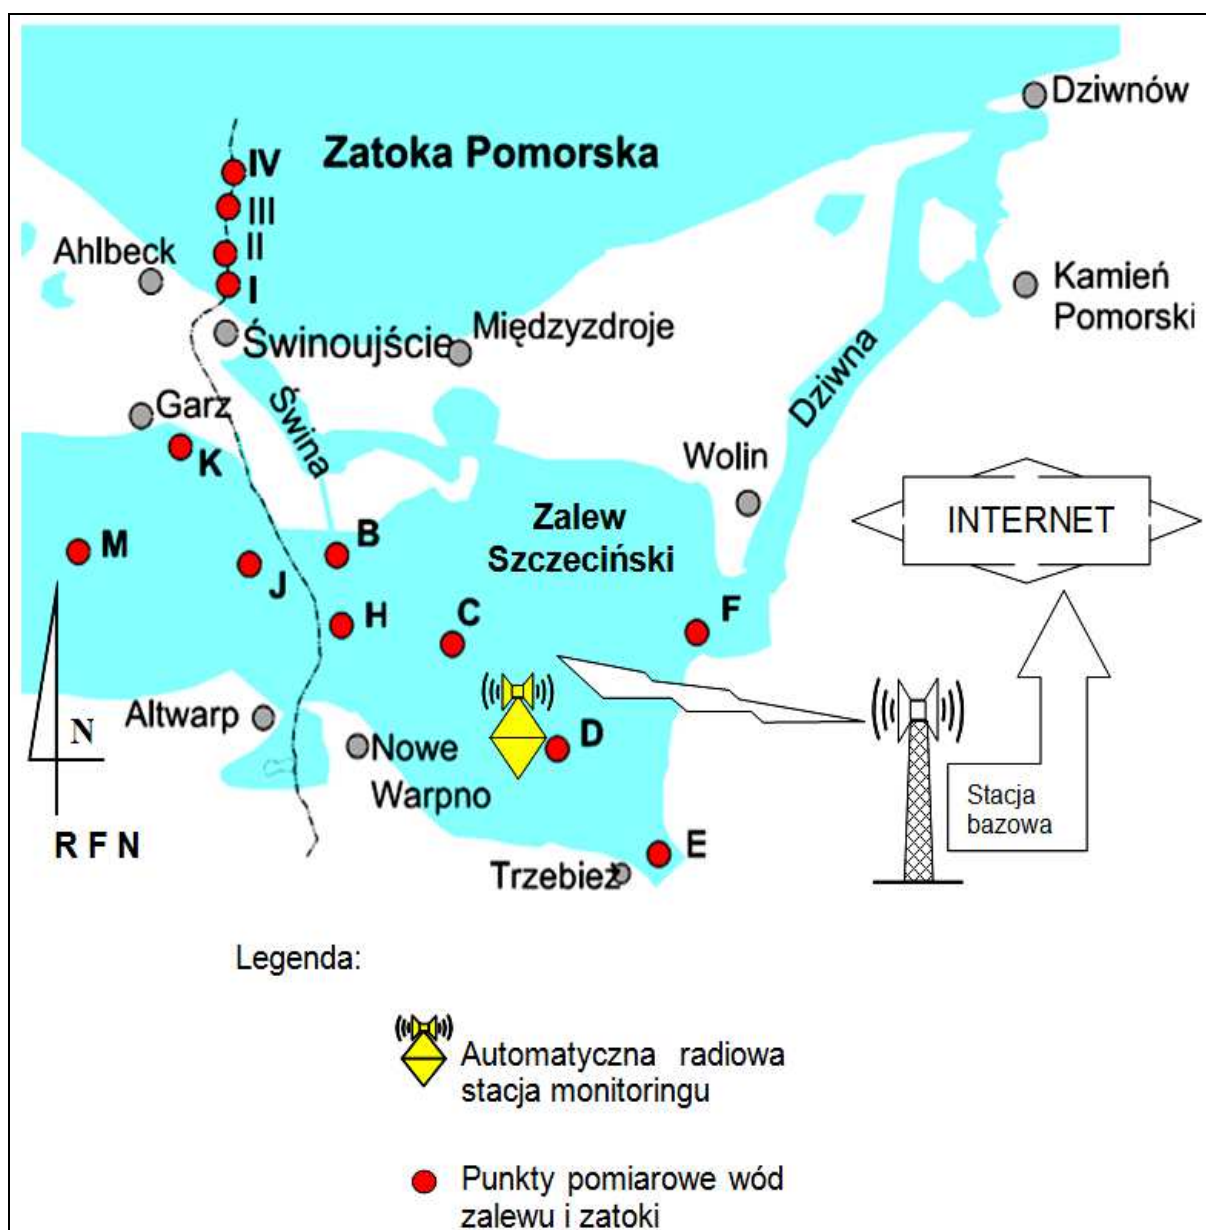 Dziwnów
Zatoka Pomorska
IV
III
II
I
Ahlbeck
Kamień
Pomorski
Świnoujście
Międzyzdroje
Dziwna
Garz
Świna
K
Wolin
Zalew
Szczeciński
INTERNET
M
B
J
H
C
F
Altwarp
N
Nowe
Warpno
D
Stacja
bazowa
R F N
E
Trzebież
Legenda:
Automatyczna radiowa
stacja monitoringu
Punkty pomiarowe wód
zalewu i zatoki